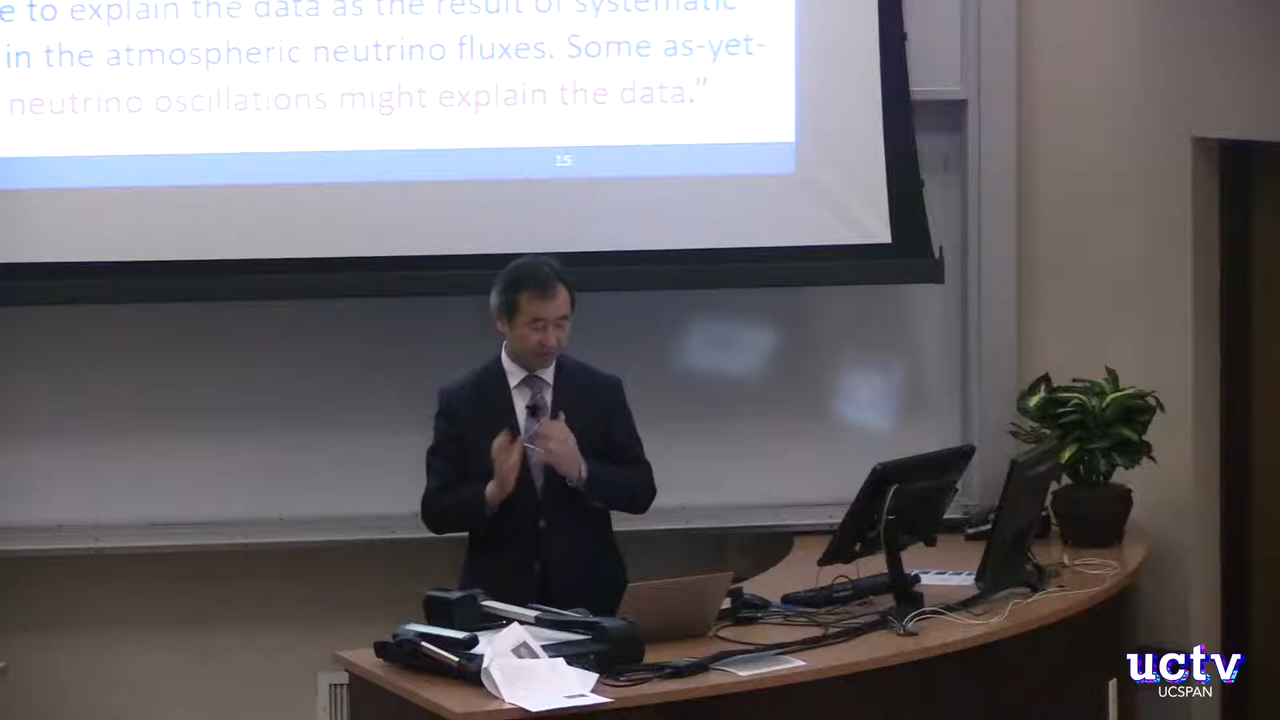 e to explain the data as the result of systematic
in the atmospheric neutrino fluxes. Some as-yet-
neutrino oscillations might explain the data.”
15
uctv
UCSPAN